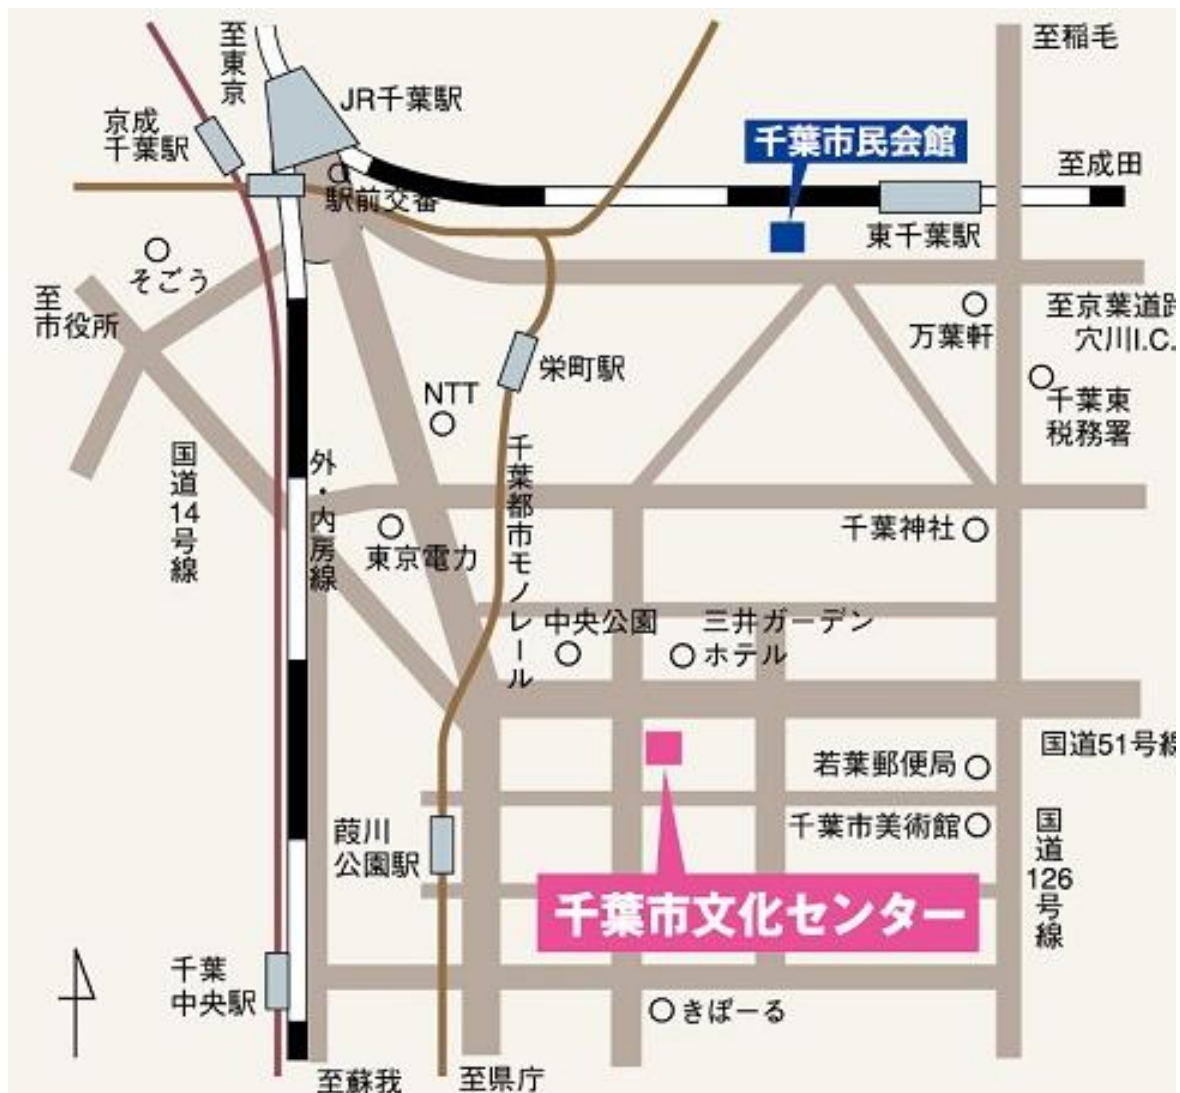 至東京
JR千葉駅
京成
千葉駅
駅前交番
至稲毛
千葉市民会館
至成田
東千葉駅
そごう
至
市役所
万葉軒
至京葉道路
穴川I.C.
千葉東
税務署
栄町駅
NTT
千葉都市モノレール
国道14号線
外・内房線
東京電力
千葉神社
中央公園
三井ガーデン
ホテル
国道51号線
若葉郵便局
千葉市美術館
国道126号線
葭川
公園駅
千葉市文化センター
千葉
中央駅
きぼーる
至蘇我
至県庁